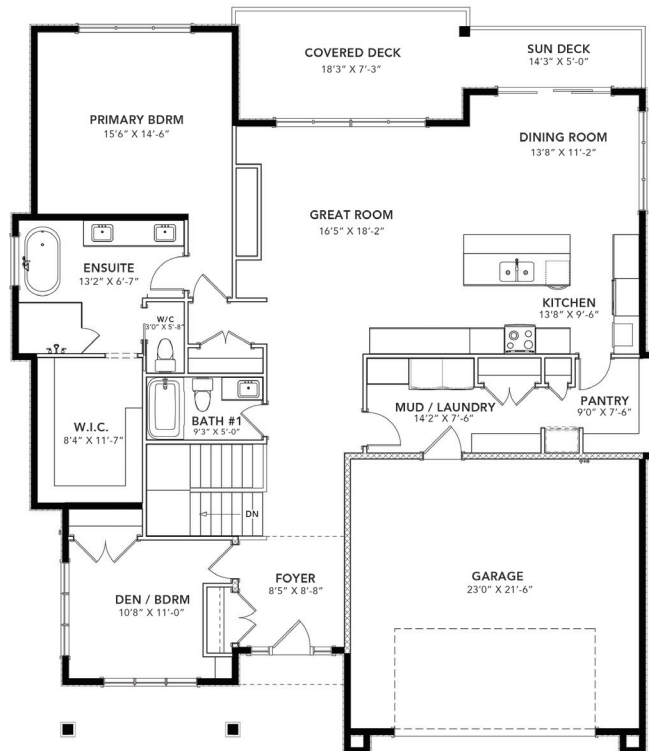 COVERED DECK
18'3" X 7'-3"
SUN DECK
14'3" X 5'-0"
PRIMARY BDRM
15'6" X 14'-6"
DINING ROOM
13'8" X 11'-2"
GREAT ROOM
16'5" X 18'-2"
ENSUITE
13'2" X 6'-7"
KITCHEN
13'8" X 9'-6"
W/C
3'0" X 5'-8"
W.I.C.
8'4" X 11'-7"
BATH #1
9'3" X 5'-0"
MUD / LAUNDRY
14'2" X 7'-6"
PANTRY
9'0" X 7'-6"
DN
DEN / BDRM
10'8" X 11'-0"
FOYER
8'5" X 8'-8"
GARAGE
23'0" X 21'-6"